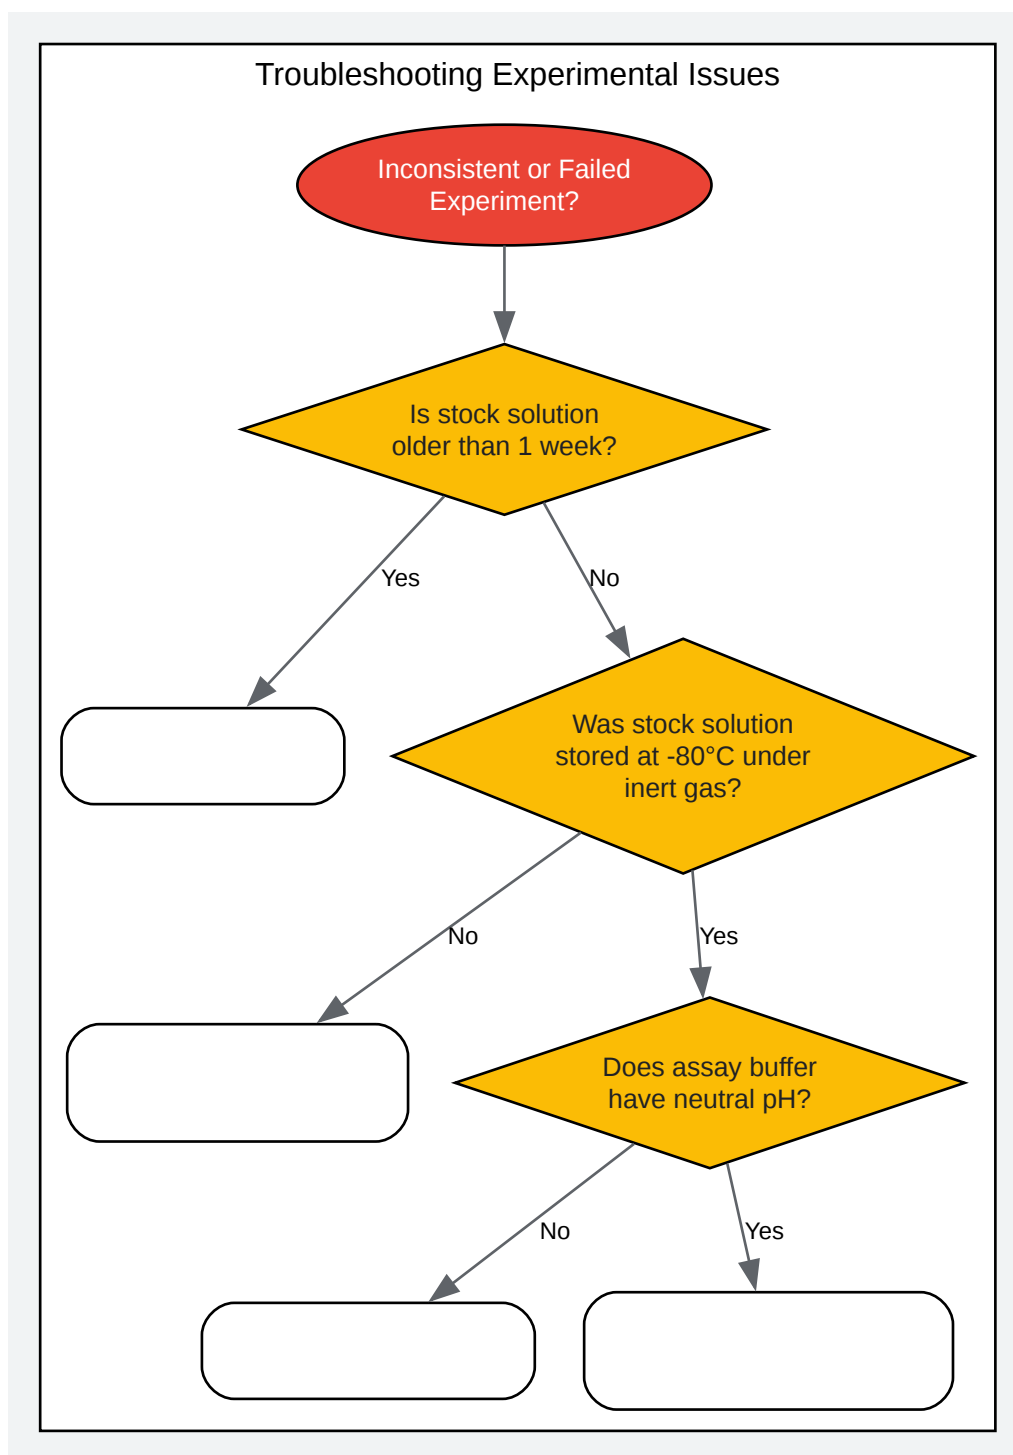 Troubleshooting Experimental Issues
Inconsistent or Failed
Experiment?
Is stock solution
older than 1 week?
Yes
No
Was stock solution
stored at -80°C under
inert gas?
No
Yes
Does assay buffer
have neutral pH?
No
Yes